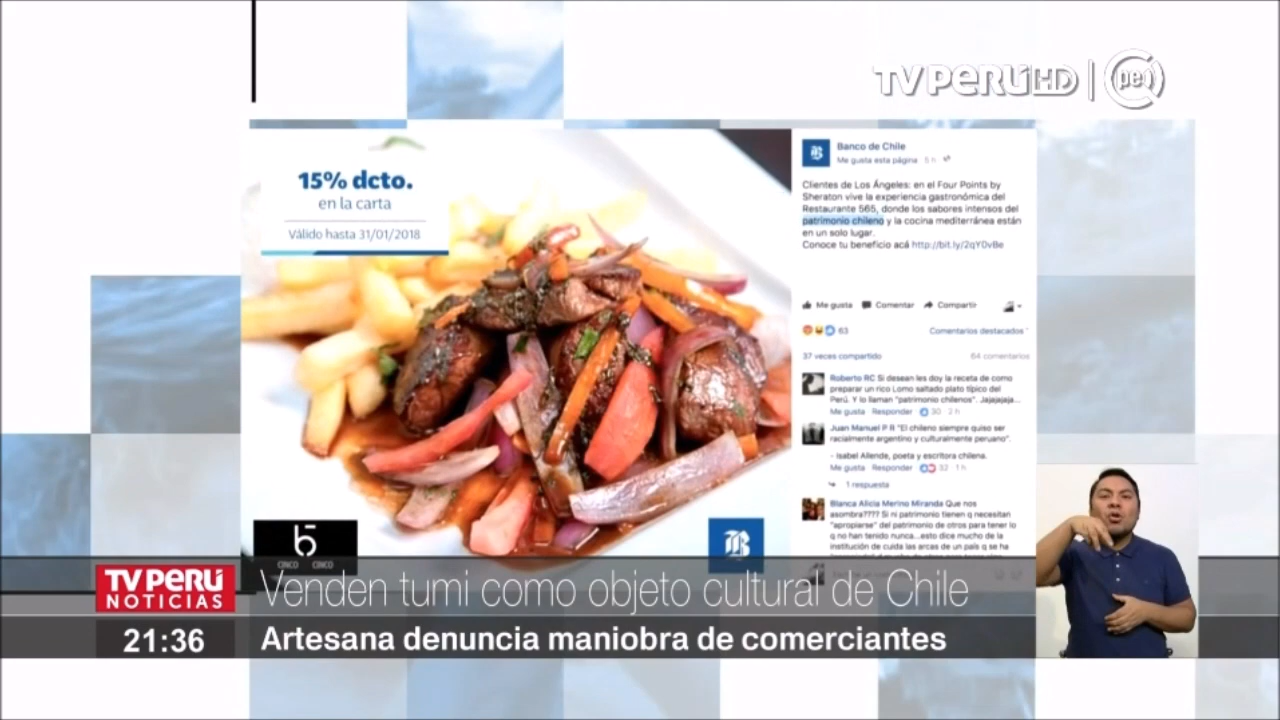 TVPERÚHD
pe
15% dcto.
en la carta
Válido hasta 31/01/2018
5
CINCO CINCO
B
Banco de Chile
Me gusta esta página 5 h
Clientes de Los Ángeles: en el Four Points by
Sheraton vive la experiencia gastronómica del
Restaurante 565, donde los sabores intensos del
patrimonio chileno y la cocina mediterránea están
en un solo lugar.
Conoce tu beneficio acá http://bit.ly/2qY0vBe
Me gusta Comentar Compartir
63 Comentarios destacados
37 veces compartido 64 comentarios
Roberto RC Si desean les doy la receta de como
preparar un rico Lomo saltado plato típico del
Perú. Y lo llaman "patrimonio chilenos". Jajajajaja...
Me gusta Responder 30 2 h
Juan Manuel P R "El chileno siempre quiso ser
racialmente argentino y culturalmente peruano".
- Isabel Allende, poeta y escritora chilena.
Me gusta Responder 32 1 h
1 respuesta
Blanca Alicia Merino Miranda Que nos
asombra???? Si ni patrimonio tienen q necesitan
"apropiarse" del patrimonio de otros para tener lo
q no han tenido nunca...esto dice mucho de la
institución de cuida las arcas de un país q se ha
TVPERÚ
NOTICIAS
21:36
Venden tumi como objeto cultural de Chile
Artesana denuncia maniobra de comerciantes